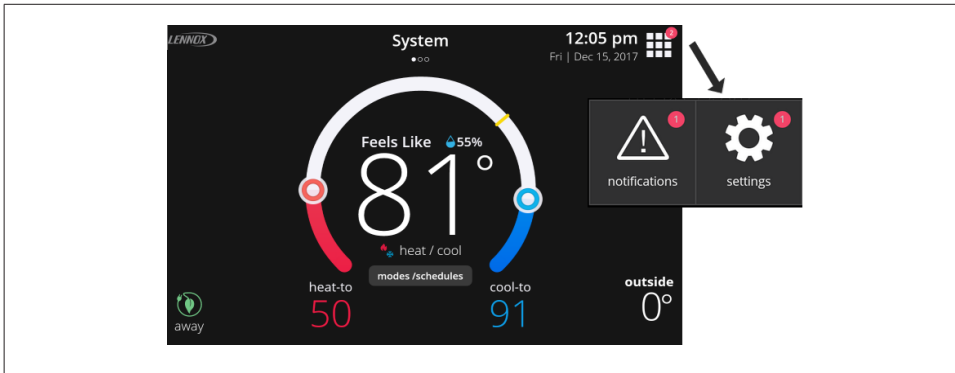 LENNOX
System
12:05 pm
2
Fri | Dec 15, 2017
1
1
notifications
settings
Feels Like 55%
81°
heat / cool
modes /schedules
heat-to
50
cool-to
91
outside
0°
away